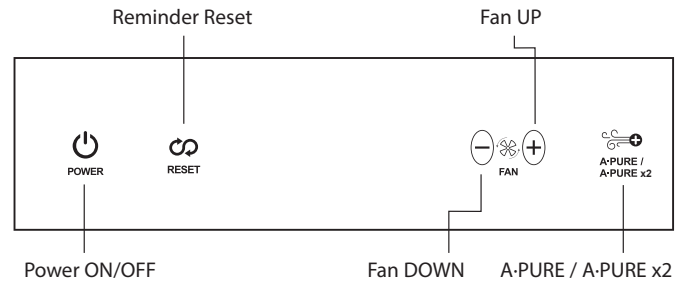 Reminder Reset
Fan UP
POWER
RESET
FAN
A•PURE /
A•PURE x2
Power ON/OFF
Fan DOWN
A•PURE / A•PURE x2